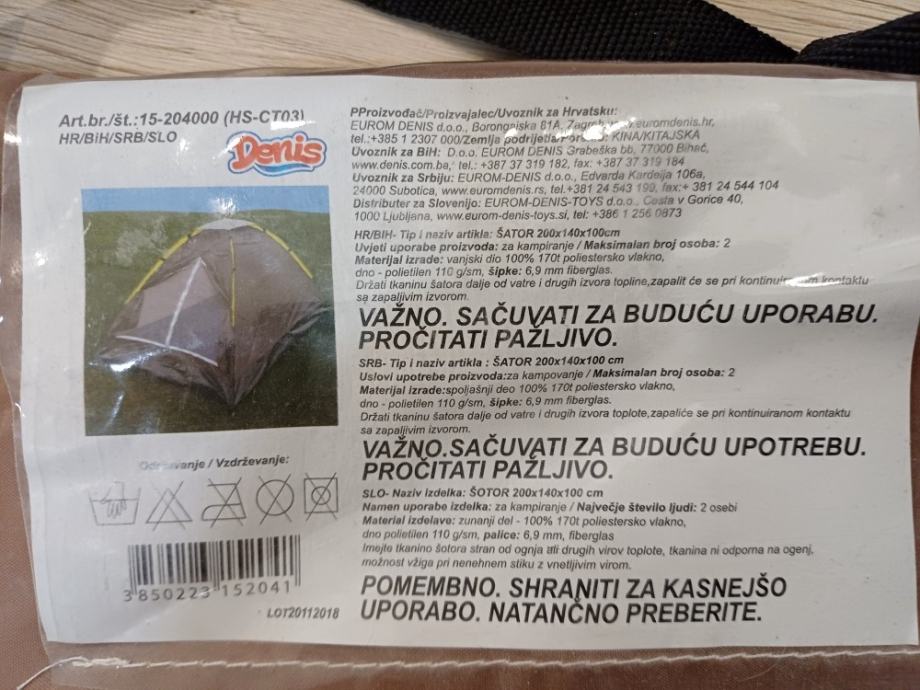 Art.br./št.:15-204000 (HS-CT03)
HR/BiH/SRB/SLO
Denis
Održavanje / Vzdrževanje:
3 850223 152041
LOT20112018
PProizvođač/Proizvajalec/Uvoznik za Hrvatsku:
EUROM DENIS d.o.o., Borongajska 81A, Zagreb, www.euromdenis.hr,
tel.:+385 1 2307 000/Zemlja podrijetla/Poreklo: KINA/KITAJSKA
Uvoznik za BiH: D.o.o. EUROM DENIS Grabeška bb, 77000 Bihać,
www.denis.com.ba, tel.: +387 37 319 182, fax: +387 37 319 184
Uvoznik za Srbiju: EUROM-DENIS d.o.o., Edvarda Kardelja 106a,
24000 Subotica, www.euromdenis.rs, tel.+381 24 543 199, fax:+ 381 24 544 104
Distributer za Slovenijo: EUROM-DENIS-TOYS d.o.o., Cesta v Gorice 40,
1000 Ljubljana, www.eurom-denis-toys.si, tel: +386 1 256 0873
HR/BIH- Tip i naziv artikla: ŠATOR 200x140x100cm
Uvjeti uporabe proizvoda: za kampiranje / Maksimalan broj osoba: 2
Materijal izrade: vanjski dio 100% 170t poliestersko vlakno,
dno - polietilen 110 g/sm, šipke: 6,9 mm fiberglas.
Držati tkaninu šatora dalje od vatre i drugih izvora topline,zapalit će se pri kontinuiranom kontaktu
sa zapaljivim izvorom.
VAŽNO. SAČUVATI ZA BUDUĆU UPORABU.
PROČITATI PAŽLJIVO.
SRB- Tip i naziv artikla : ŠATOR 200x140x100 cm
Uslovi upotrebe proizvoda:za kampovanje / Maksimalan broj osoba: 2
Materijal izrade:spoljašnji deo 100% 170t poliestersko vlakno,
dno - polietilen 110 g/sm, šipke: 6,9 mm fiberglas.
Držati tkaninu šatora dalje od vatre i drugih izvora toplote,zapaliće se pri kontinuiranom kontaktu
sa zapaljivim izvorom.
VAŽNO.SAČUVATI ZA BUDUĆU UPOTREBU.
PROČITATI PAŽLJIVO.
SLO- Naziv izdelka: ŠOTOR 200x140x100 cm
Namen uporabe izdelka: za kampiranje / Največje število ljudi: 2 osebi
Material izdelave: zunanji del - 100% 170t poliestersko vlakno,
dno polietilen 110 g/sm, palice: 6,9 mm, fiberglas
Imejte tkanino šotora stran od ognja tli drugih virov toplote, tkanina ni odporna na ogenj,
možnost vžiga pri nenehnem stiku z vnetljivim virom.
POMEMBNO. SHRANITI ZA KASNEJŠO
UPORABO. NATANČNO PREBERITE.